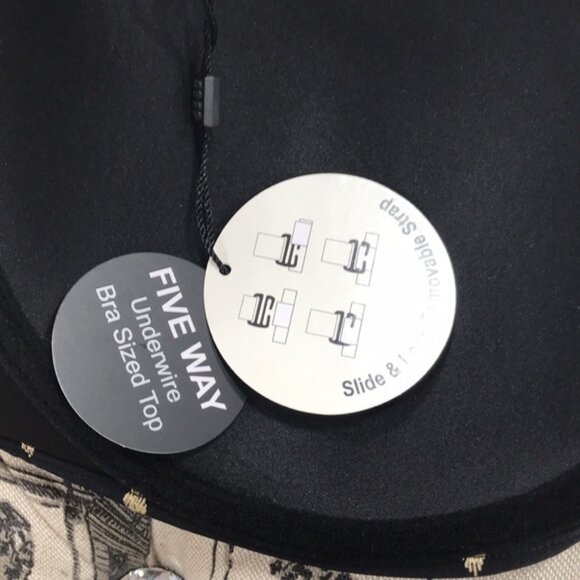 FIVE WAY
Underwire
Bra Sized Top
Slide & Strap